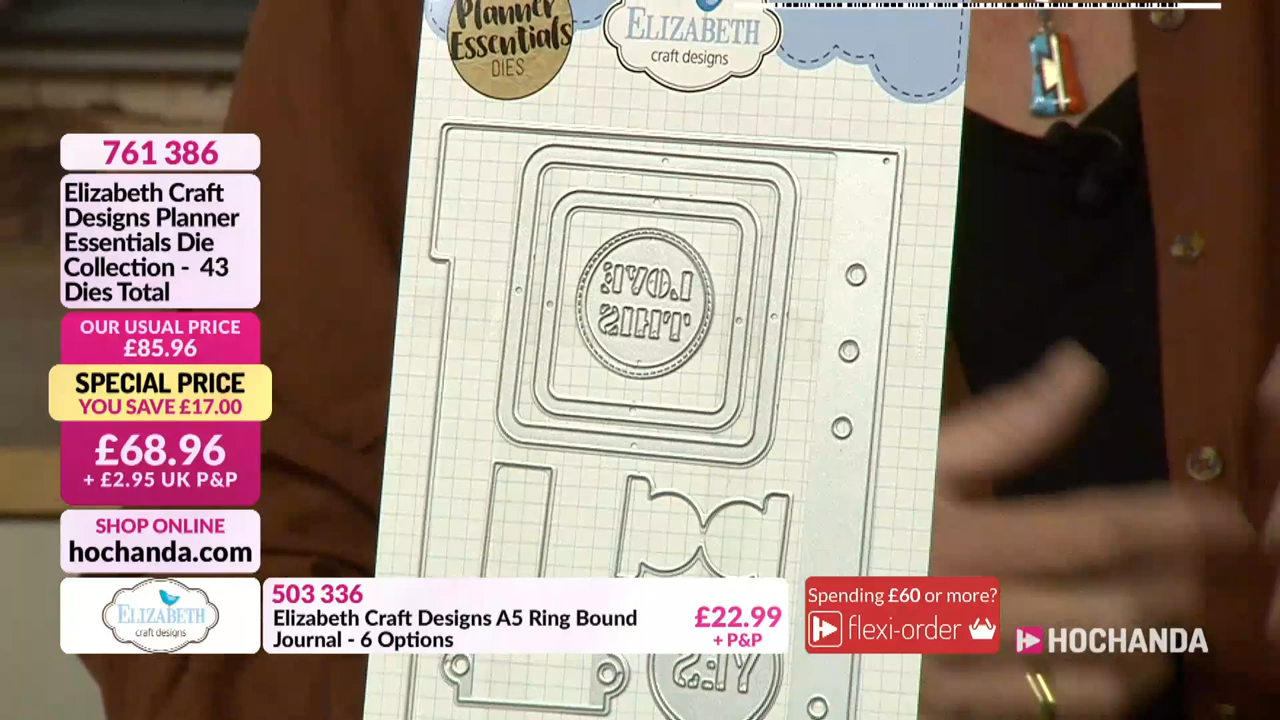 Planner
Essentials
DIES
ELIZABETH
craft designs
761 386
Elizabeth Craft
Designs Planner
Essentials Die
Collection - 43
Dies Total
OUR USUAL PRICE
£85.96
SPECIAL PRICE
YOU SAVE £17.00
£68.96
+ £2.95 UK P&P
SHOP ONLINE
hochanda.com
LOVE
THIS
YES
ELIZABETH
craft designs
503 336
Elizabeth Craft Designs A5 Ring Bound
Journal - 6 Options
£22.99
+ P&P
Spending £60 or more?
flexi-order
HOCHANDA